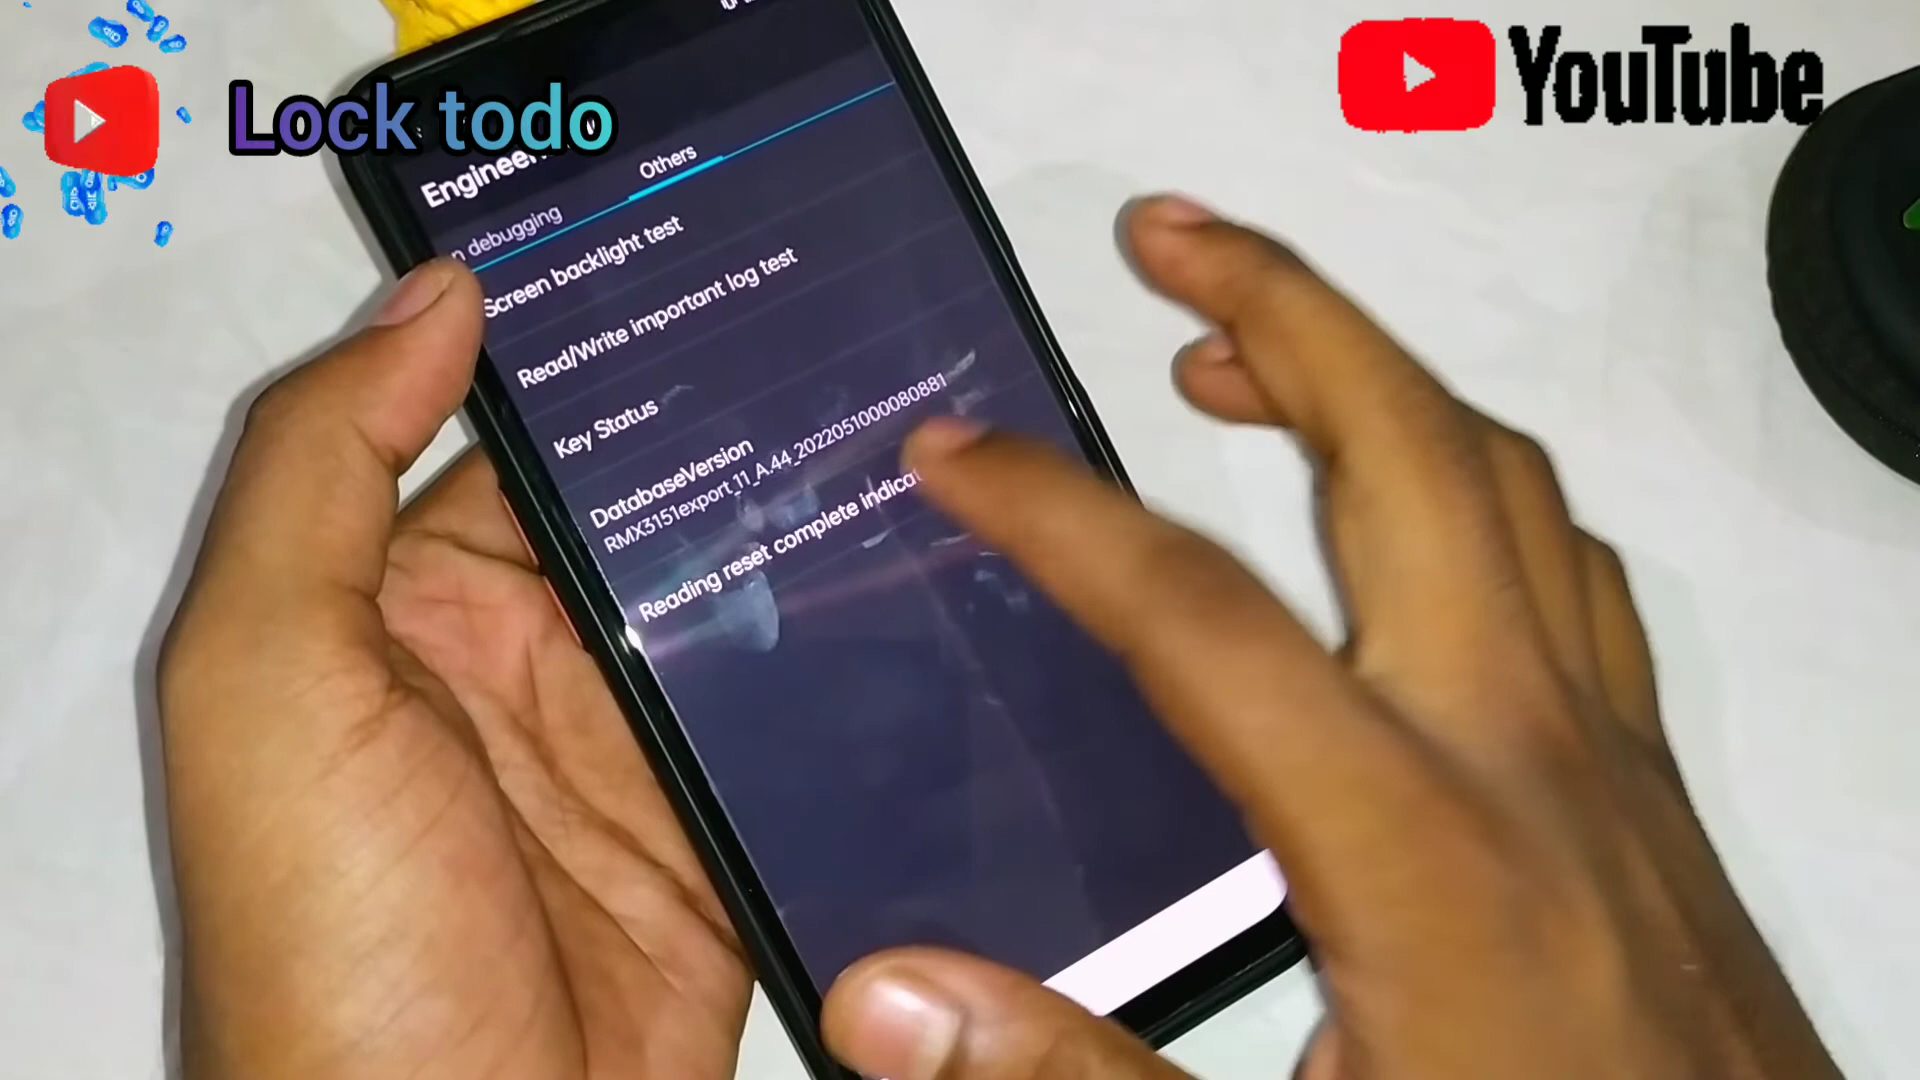 Lock todo
YouTube
Others
n debugging
Screen backlight test
Read/Write important log test
Key Status
DatabaseVersion
RMX3151export_11_A.44_2022051000080881
Reading reset complete